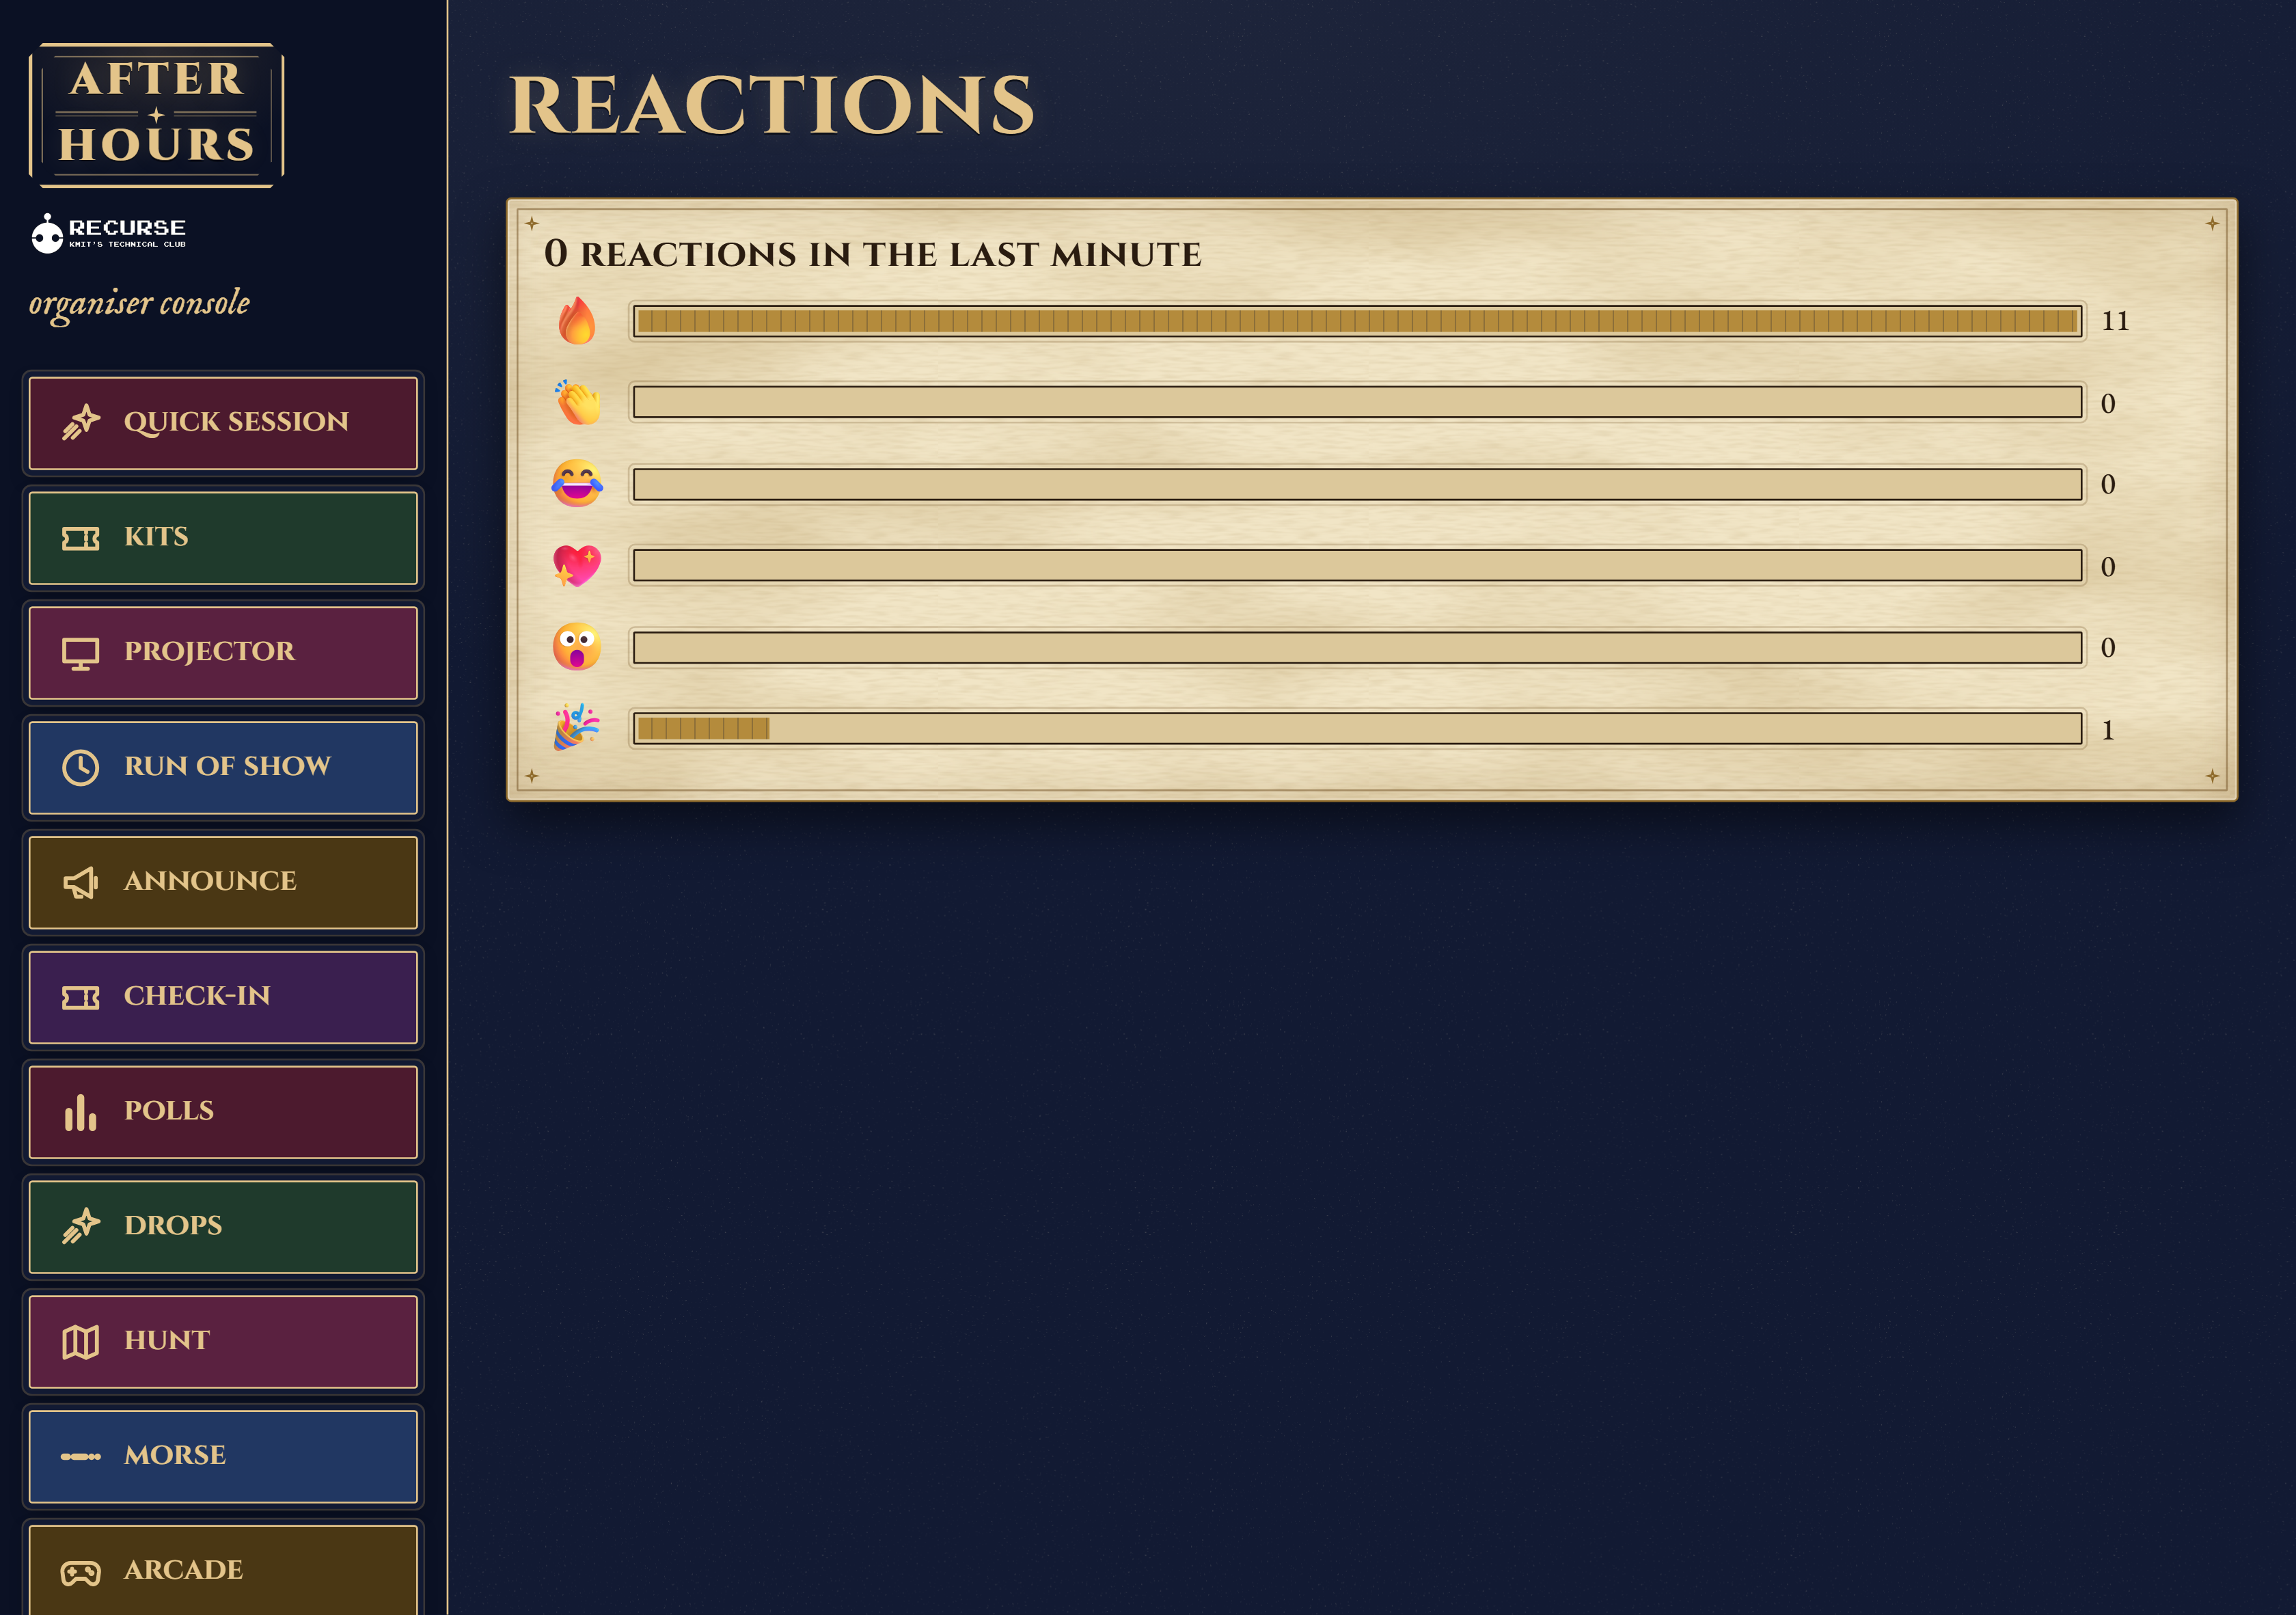 AFTER
HOURS
RECURSE
KMIT'S TECHNICAL CLUB
organiser console
QUICK SESSION
KITS
PROJECTOR
RUN OF SHOW
ANNOUNCE
CHECK-IN
POLLS
DROPS
HUNT
MORSE
ARCADE
REACTIONS
0 REACTIONS IN THE LAST MINUTE
11
0
0
0
0
1